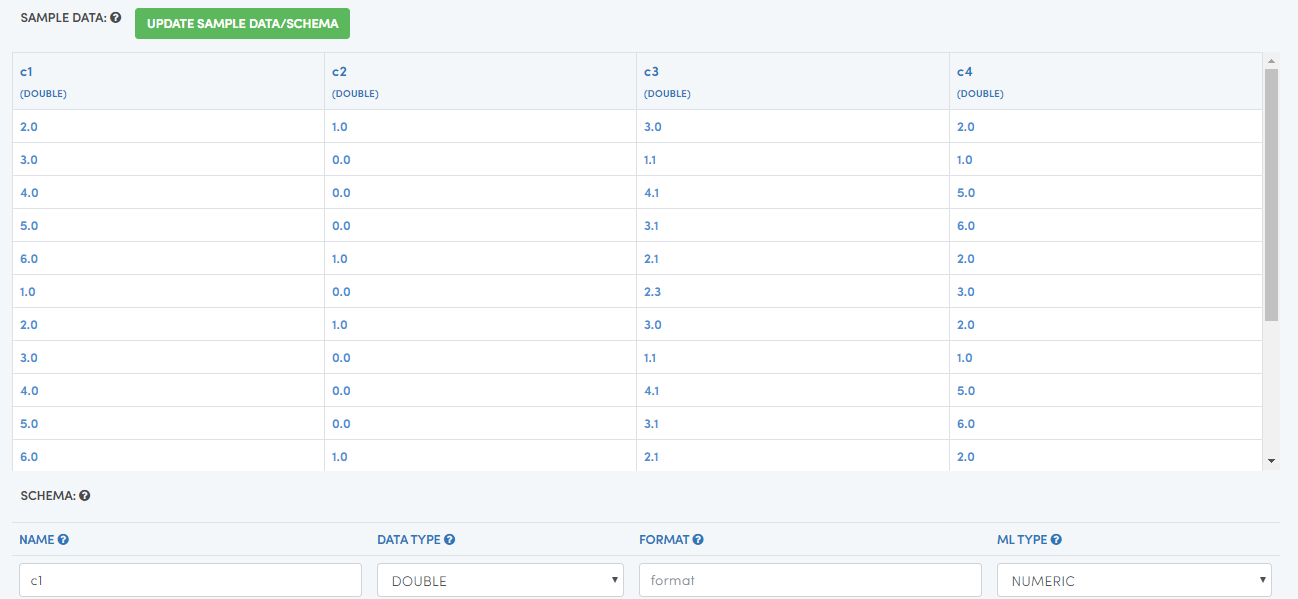 SAMPLE DATA: UPDATE SAMPLE DATA/SCHEMA
c1 c2 c3 c4
(DOUBLE) (DOUBLE) (DOUBLE) (DOUBLE)
2.0 1.0 3.0 2.0
3.0 0.0 1.1 1.0
4.0 0.0 4.1 5.0
5.0 0.0 3.1 6.0
6.0 1.0 2.1 2.0
1.0 0.0 2.3 3.0
2.0 1.0 3.0 2.0
3.0 0.0 1.1 1.0
4.0 0.0 4.1 5.0
5.0 0.0 3.1 6.0
6.0 1.0 2.1 2.0
SCHEMA:
NAME DATA TYPE FORMAT ML TYPE
c1 DOUBLE format NUMERIC